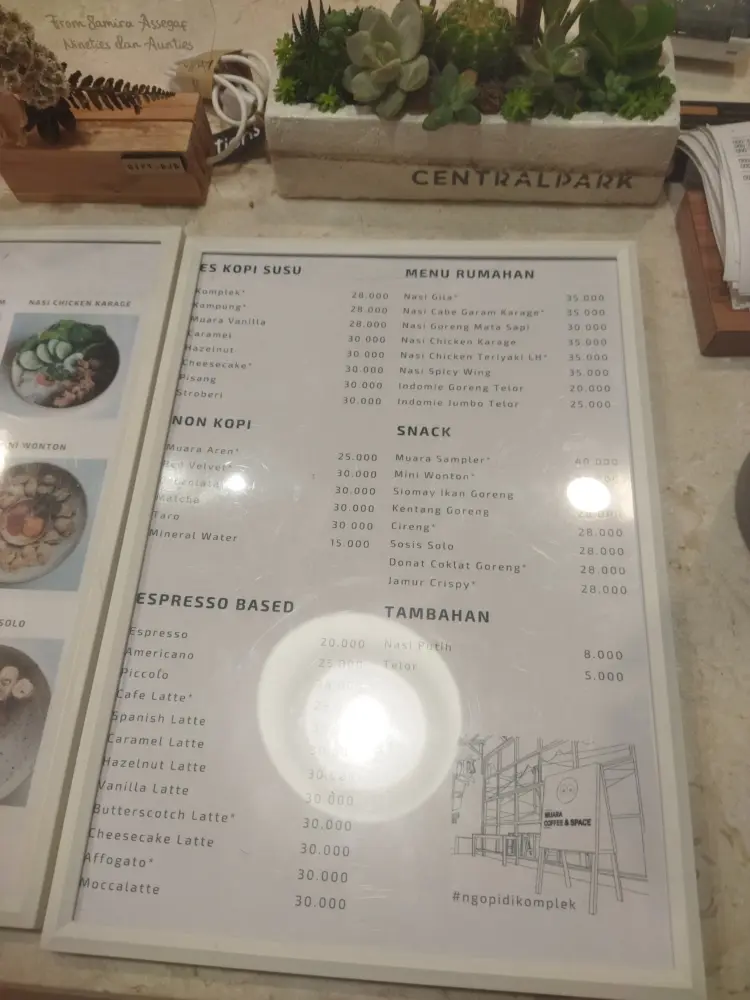 From Samira Assegaf
Nineties dan Aunties
CENTRALPARK
NASI CHICKEN KARAGE
WONTON
SOLO
ES KOPI SUSU
Komplek* 28.000
Kampung* 28.000
Muara Vanilla 28.000
Caramel 30.000
Hazelnut 30.000
Cheesecake* 30.000
Pisang 30.000
Stroberi 30.000
NON KOPI
Muara Aren* 25.000
Red Velvet* 30.000
30.000
Matcha 30.000
Taro 30.000
Mineral Water 15.000
ESPRESSO BASED
Espresso 20.000
Americano 25.000
Piccolo
Cafe Latte*
Spanish Latte
Caramel Latte
Hazelnut Latte
Vanilla Latte 30.000
Butterscotch Latte* 30.000
Cheesecake Latte 30.000
Affogato* 30.000
Moccalatte 30.000
MENU RUMAHAN
Nasi Gila* 35.000
Nasi Cabe Garam Karage* 35.000
Nasi Goreng Mata Sapi 30.000
Nasi Chicken Karage 35.000
Nasi Chicken Teriyaki LH* 35.000
Nasi Spicy Wing 35.000
Indomie Goreng Telor 20.000
Indomie Jumbo Telor 25.000
SNACK
Muara Sampler* 40.000
Mini Wonton*
Siomay Ikan Goreng
Kentang Goreng
Cireng* 28.000
Sosis Solo 28.000
Donat Coklat Goreng* 28.000
Jamur Crispy* 28.000
TAMBAHAN
Nasi Putih 8.000
Telor 5.000
MUARA
COFFEE & SPACE
#ngopidikomplek